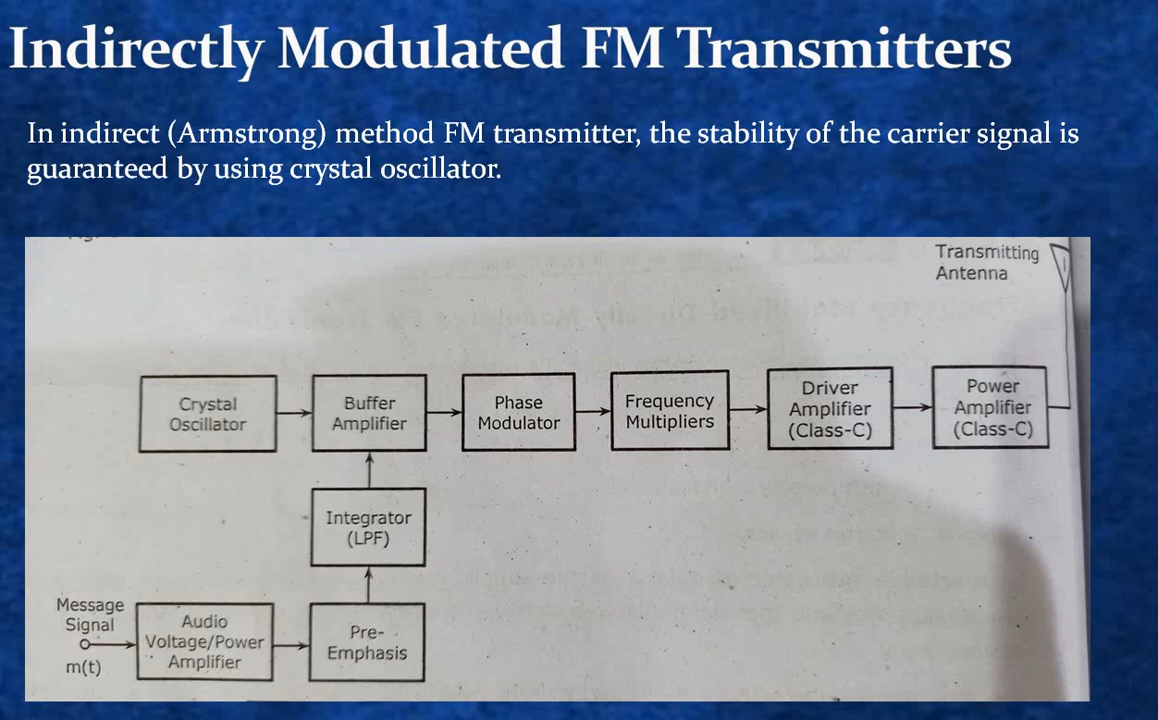 Indirectly Modulated FM Transmitters
In indirect (Armstrong) method FM transmitter, the stability of the carrier signal is
guaranteed by using crystal oscillator.
Transmitting
Antenna
Crystal
Oscillator
Buffer
Amplifier
Phase
Modulator
Frequency
Multipliers
Driver
Amplifier
(Class-C)
Power
Amplifier
(Class-C)
Integrator
(LPF)
Message
Signal
m(t)
Audio
Voltage/Power
Amplifier
Pre-
Emphasis